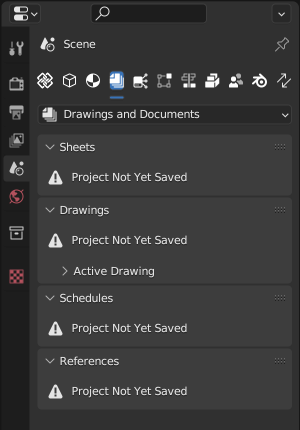 Scene
Drawings and Documents
Sheets
Project Not Yet Saved
Drawings
Project Not Yet Saved
Active Drawing
Schedules
Project Not Yet Saved
References
Project Not Yet Saved